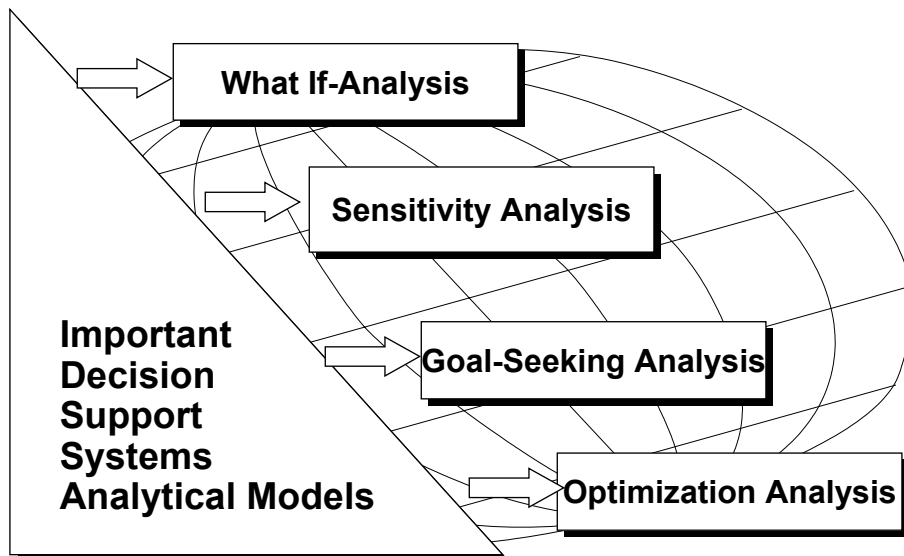 What If-Analysis
Sensitivity Analysis
Goal-Seeking Analysis
Optimization Analysis
Important
Decision
Support
Systems
Analytical Models